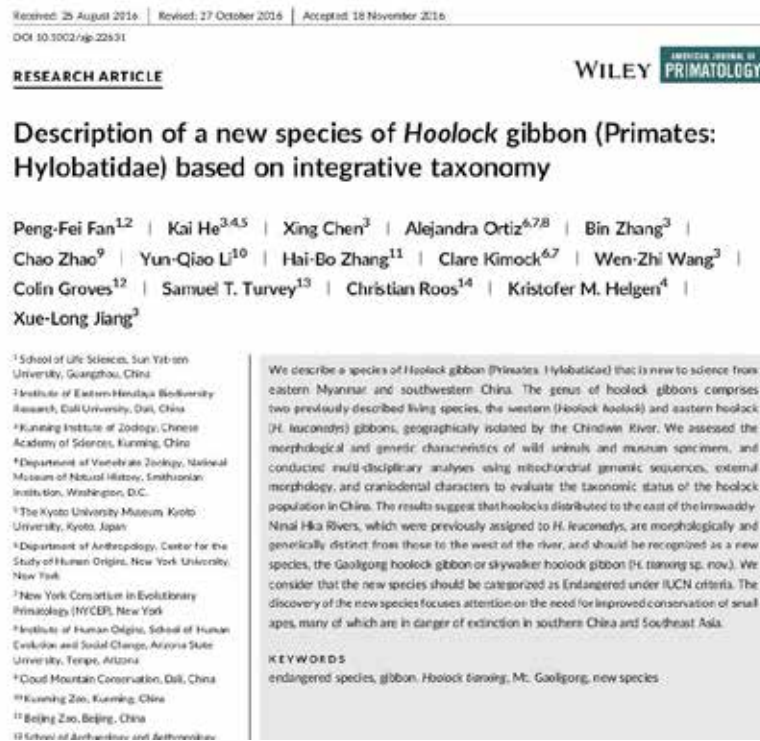 Received: 26 August 2016 | Revised: 27 October 2016 | Accepted: 18 November 2016
DOI 10.1002/ajp.22631
RESEARCH ARTICLE
WILEY
AMERICAN JOURNAL OF
PRIMATOLOGY
Description of a new species of Hoolock gibbon (Primates:
Hylobatidae) based on integrative taxonomy
Peng-Fei Fan1,2 | Kai He3,4,5 | Xing Chen3 | Alejandra Ortiz6,7,8 | Bin Zhang3 |
Chao Zhao9 | Yun-Qiao Li10 | Hai-Bo Zhang11 | Clare Kimock6,7 | Wen-Zhi Wang3 |
Colin Groves12 | Samuel T. Turvey13 | Christian Roos14 | Kristofer M. Helgen4 |
Xue-Long Jiang3
1 School of Life Sciences, Sun Yat-sen
University, Guangzhou, China
2 Institute of Eastern-Himalaya Biodiversity
Research, Dali University, Dali, China
3 Kunming Institute of Zoology, Chinese
Academy of Sciences, Kunming, China
4 Department of Vertebrate Zoology, National
Museum of Natural History, Smithsonian
Institution, Washington, D.C.
5 The Kyoto University Museum, Kyoto
University, Kyoto, Japan
6 Department of Anthropology, Center for the
Study of Human Origins, New York University,
New York
7 New York Consortium in Evolutionary
Primatology (NYCEP), New York
8 Institute of Human Origins, School of Human
Evolution and Social Change, Arizona State
University, Tempe, Arizona
9 Cloud Mountain Conservation, Dali, China
10 Kunming Zoo, Kunming, China
11 Beijing Zoo, Beijing, China
12 School of Archaeology and Anthropology,
We describe a species of Hoolock gibbon (Primates: Hylobatidae) that is new to science from
eastern Myanmar and southwestern China. The genus of hoolock gibbons comprises
two previously described living species, the western (Hoolock hoolock) and eastern hoolock
(H. leuconedys) gibbons, geographically isolated by the Chindwin River. We assessed the
morphological and genetic characteristics of wild animals and museum specimens, and
conducted multi-disciplinary analyses using mitochondrial genomic sequences, external
morphology, and craniodental characters to evaluate the taxonomic status of the hoolock
population in China. The results suggest that hoolocks distributed to the east of the Irrawaddy-
Nmai Hka Rivers, which were previously assigned to H. leuconedys, are morphologically and
genetically distinct from those to the west of the river, and should be recognized as a new
species, the Gaoligong hoolock gibbon or skywalker hoolock gibbon (H. tianxing sp. nov.). We
consider that the new species should be categorized as Endangered under IUCN criteria. The
discovery of the new species focuses attention on the need for improved conservation of small
apes, many of which are in danger of extinction in southern China and Southeast Asia.
KEYWORDS
endangered species, gibbon, Hoolock tianxing, Mt. Gaoligong, new species